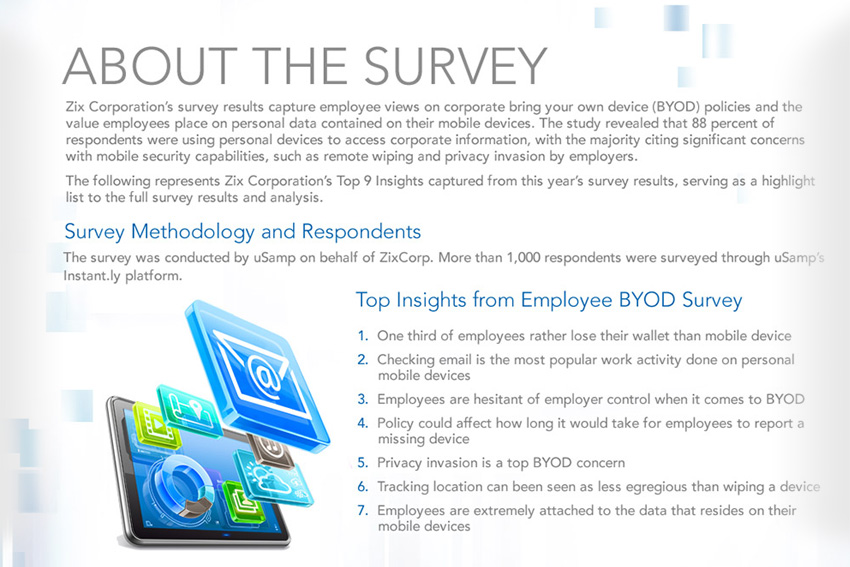 ABOUT THE SURVEY
Zix Corporation's survey results capture employee views on corporate bring your own device (BYOD) policies and the
value employees place on personal data contained on their mobile devices. The study revealed that 88 percent of
respondents were using personal devices to access corporate information, with the majority citing significant concerns
with mobile security capabilities, such as remote wiping and privacy invasion by employers.
The following represents Zix Corporation's Top 9 Insights captured from this year's survey results, serving as a highlight
list to the full survey results and analysis.
Survey Methodology and Respondents
The survey was conducted by uSamp on behalf of ZixCorp. More than 1,000 respondents were surveyed through uSamp's
Instant.ly platform.
Top Insights from Employee BYOD Survey
1. One third of employees rather lose their wallet than mobile device
2. Checking email is the most popular work activity done on personal
mobile devices
3. Employees are hesitant of employer control when it comes to BYOD
4. Policy could affect how long it would take for employees to report a
missing device
5. Privacy invasion is a top BYOD concern
6. Tracking location can be seen as less egregious than wiping a device
7. Employees are extremely attached to the data that resides on their
mobile devices
@